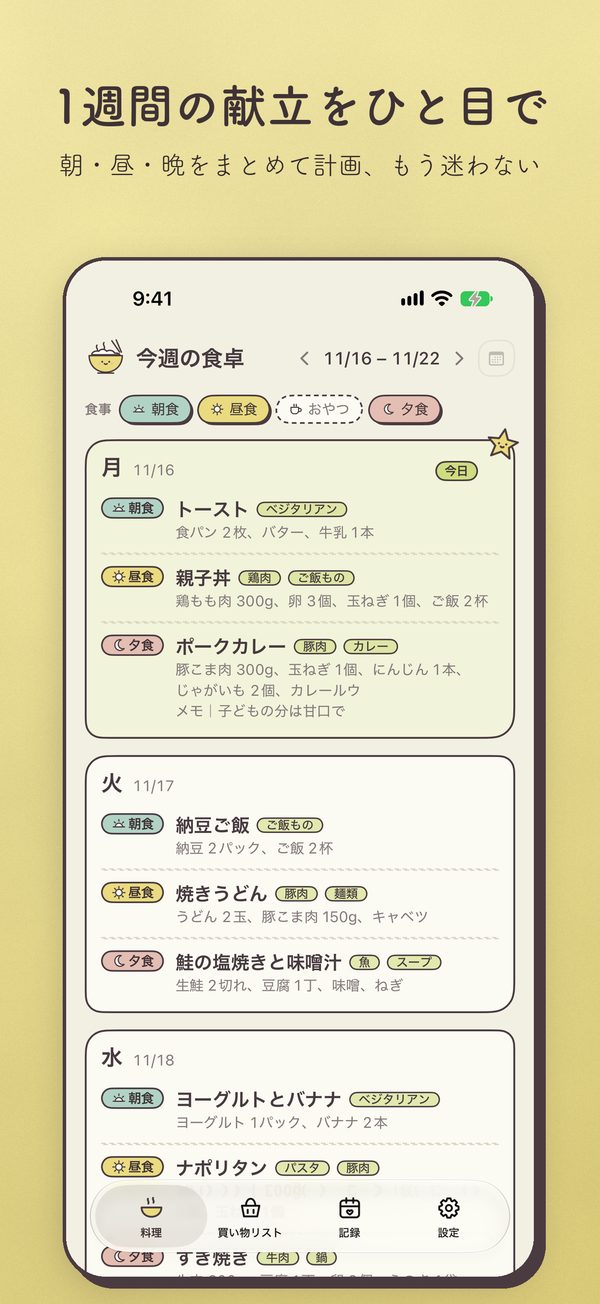 1週間の献立をひと目で
朝・昼・晩をまとめて計画、もう迷わない
9:41
今週の食卓
11/16 – 11/22
食事 朝食 昼食 おやつ 夕食
月 11/16 今日
朝食 トースト ベジタリアン
食パン 2枚、バター、牛乳 1本
昼食 親子丼 鶏肉 ご飯もの
鶏もも肉 300g、卵 3個、玉ねぎ 1個、ご飯 2杯
夕食 ポークカレー 豚肉 カレー
豚こま肉 300g、玉ねぎ 1個、にんじん 1本、
じゃがいも 2個、カレールウ
メモ｜子どもの分は甘口で
火 11/17
朝食 納豆ご飯 ご飯もの
納豆 2パック、ご飯 2杯
昼食 焼きうどん 豚肉 麺類
うどん 2玉、豚こま肉 150g、キャベツ
夕食 鮭の塩焼きと味噌汁 魚 スープ
生鮭 2切れ、豆腐 1丁、味噌、ねぎ
水 11/18
朝食 ヨーグルトとバナナ ベジタリアン
ヨーグルト 1パック、バナナ 2本
昼食 ナポリタン パスタ 豚肉
料理 買い物リスト 記録 設定
夕食 すき焼き 牛肉 鍋